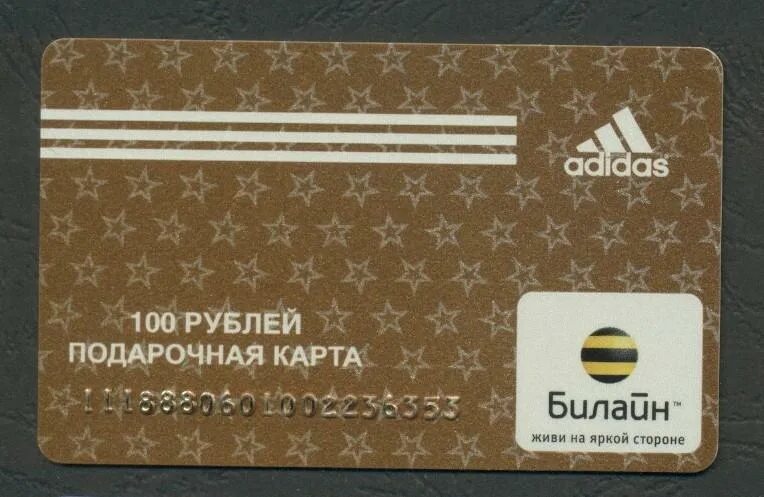 adidas
100 РУБЛЕЙ
ПОДАРОЧНАЯ КАРТА
1118880601002236353
Билайн™
живи на яркой стороне